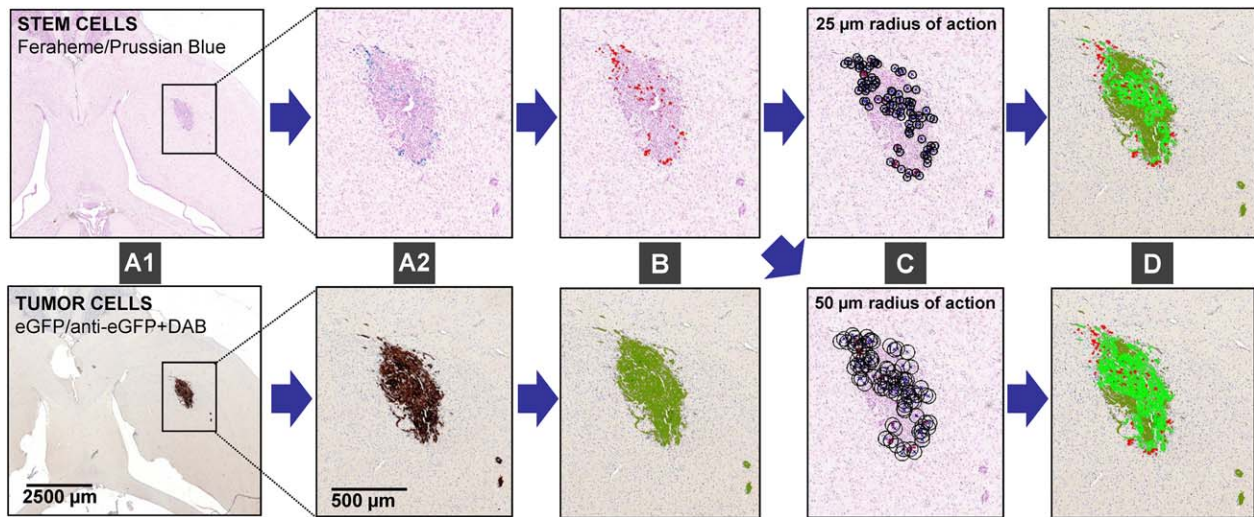 STEM CELLS
Feraheme/Prussian Blue
25 µm radius of action
A1
A2
B
C
D
TUMOR CELLS
eGFP/anti-eGFP+DAB
50 µm radius of action
2500 µm
500 µm